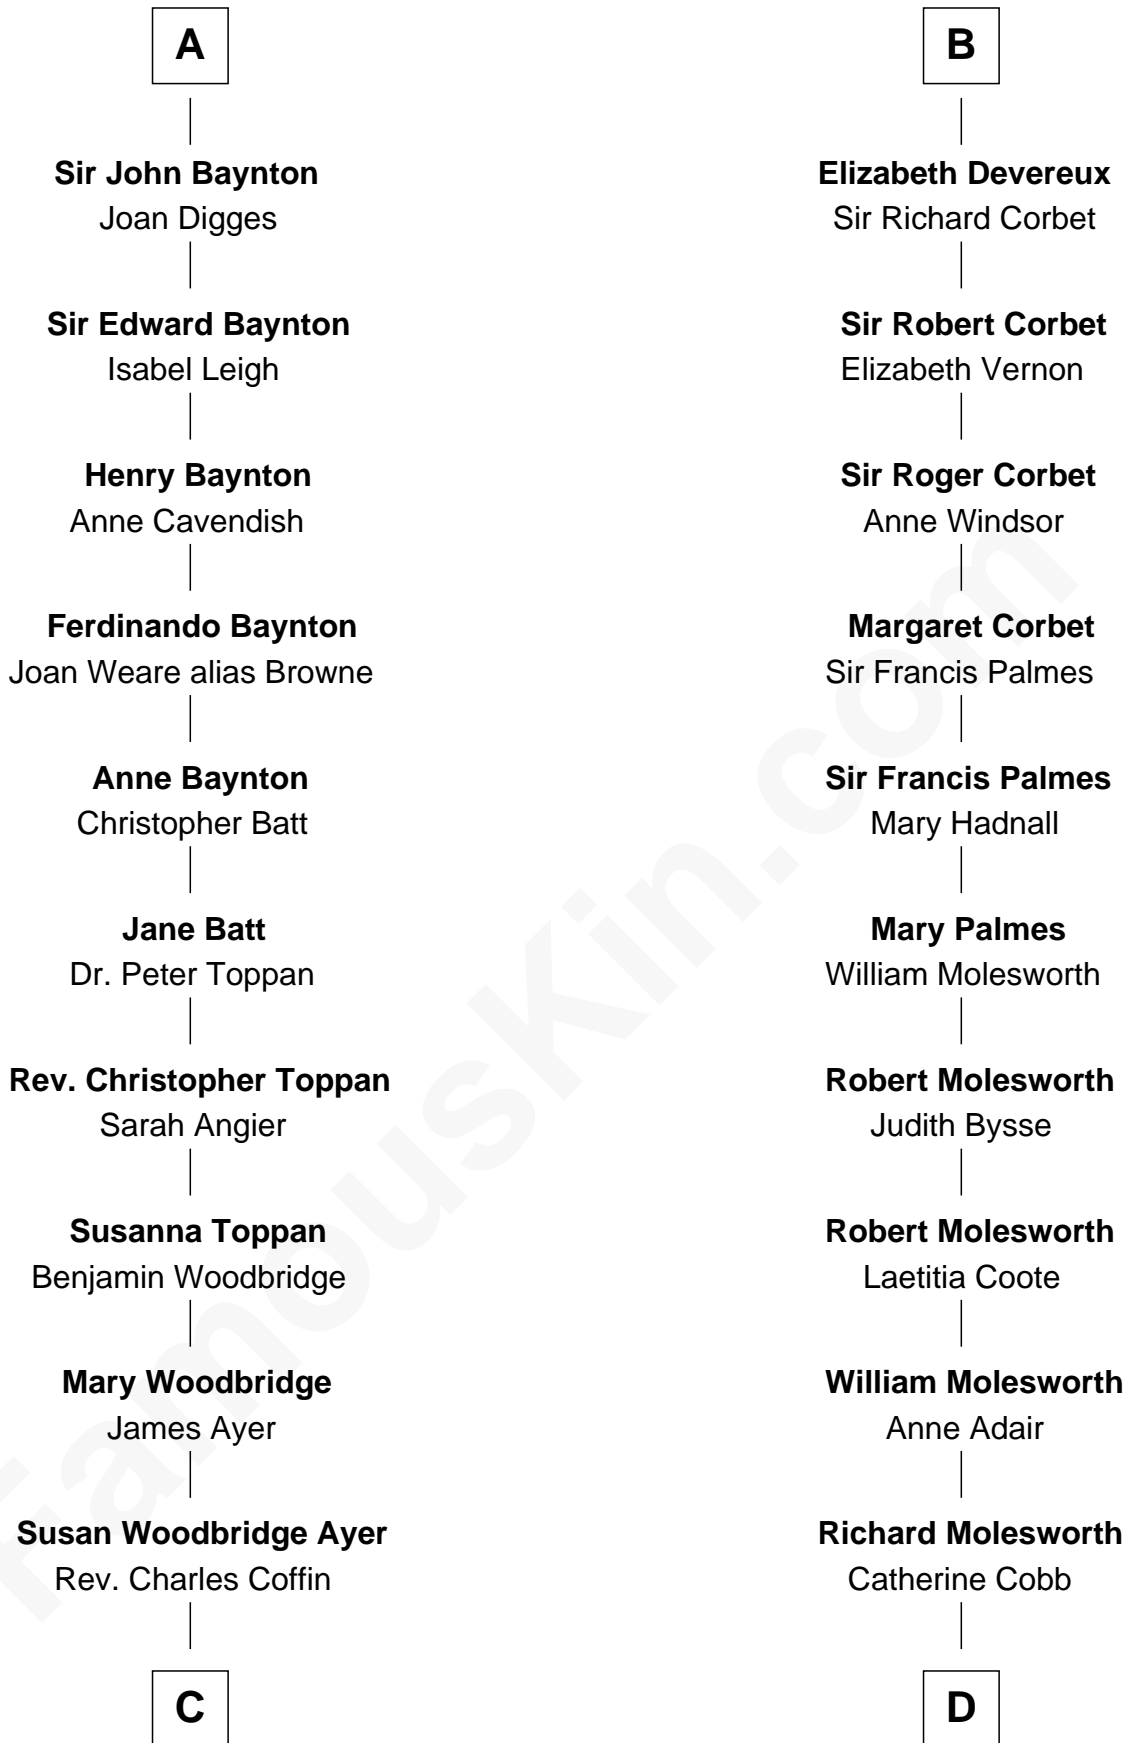 A
Sir John Baynton
Joan Digges
Sir Edward Baynton
Isabel Leigh
Henry Baynton
Anne Cavendish
Ferdinando Baynton
Joan Weare alias Browne
Anne Baynton
Christopher Batt
Jane Batt
Dr. Peter Toppan
Rev. Christopher Toppan
Sarah Angier
Susanna Toppan
Benjamin Woodbridge
Mary Woodbridge
James Ayer
Susan Woodbridge Ayer
Rev. Charles Coffin
C
B
Elizabeth Devereux
Sir Richard Corbet
Sir Robert Corbet
Elizabeth Vernon
Sir Roger Corbet
Anne Windsor
Margaret Corbet
Sir Francis Palmes
Sir Francis Palmes
Mary Hadnall
Mary Palmes
William Molesworth
Robert Molesworth
Judith Bysse
Robert Molesworth
Laetitia Coote
William Molesworth
Anne Adair
Richard Molesworth
Catherine Cobb
D
FamousKin.com